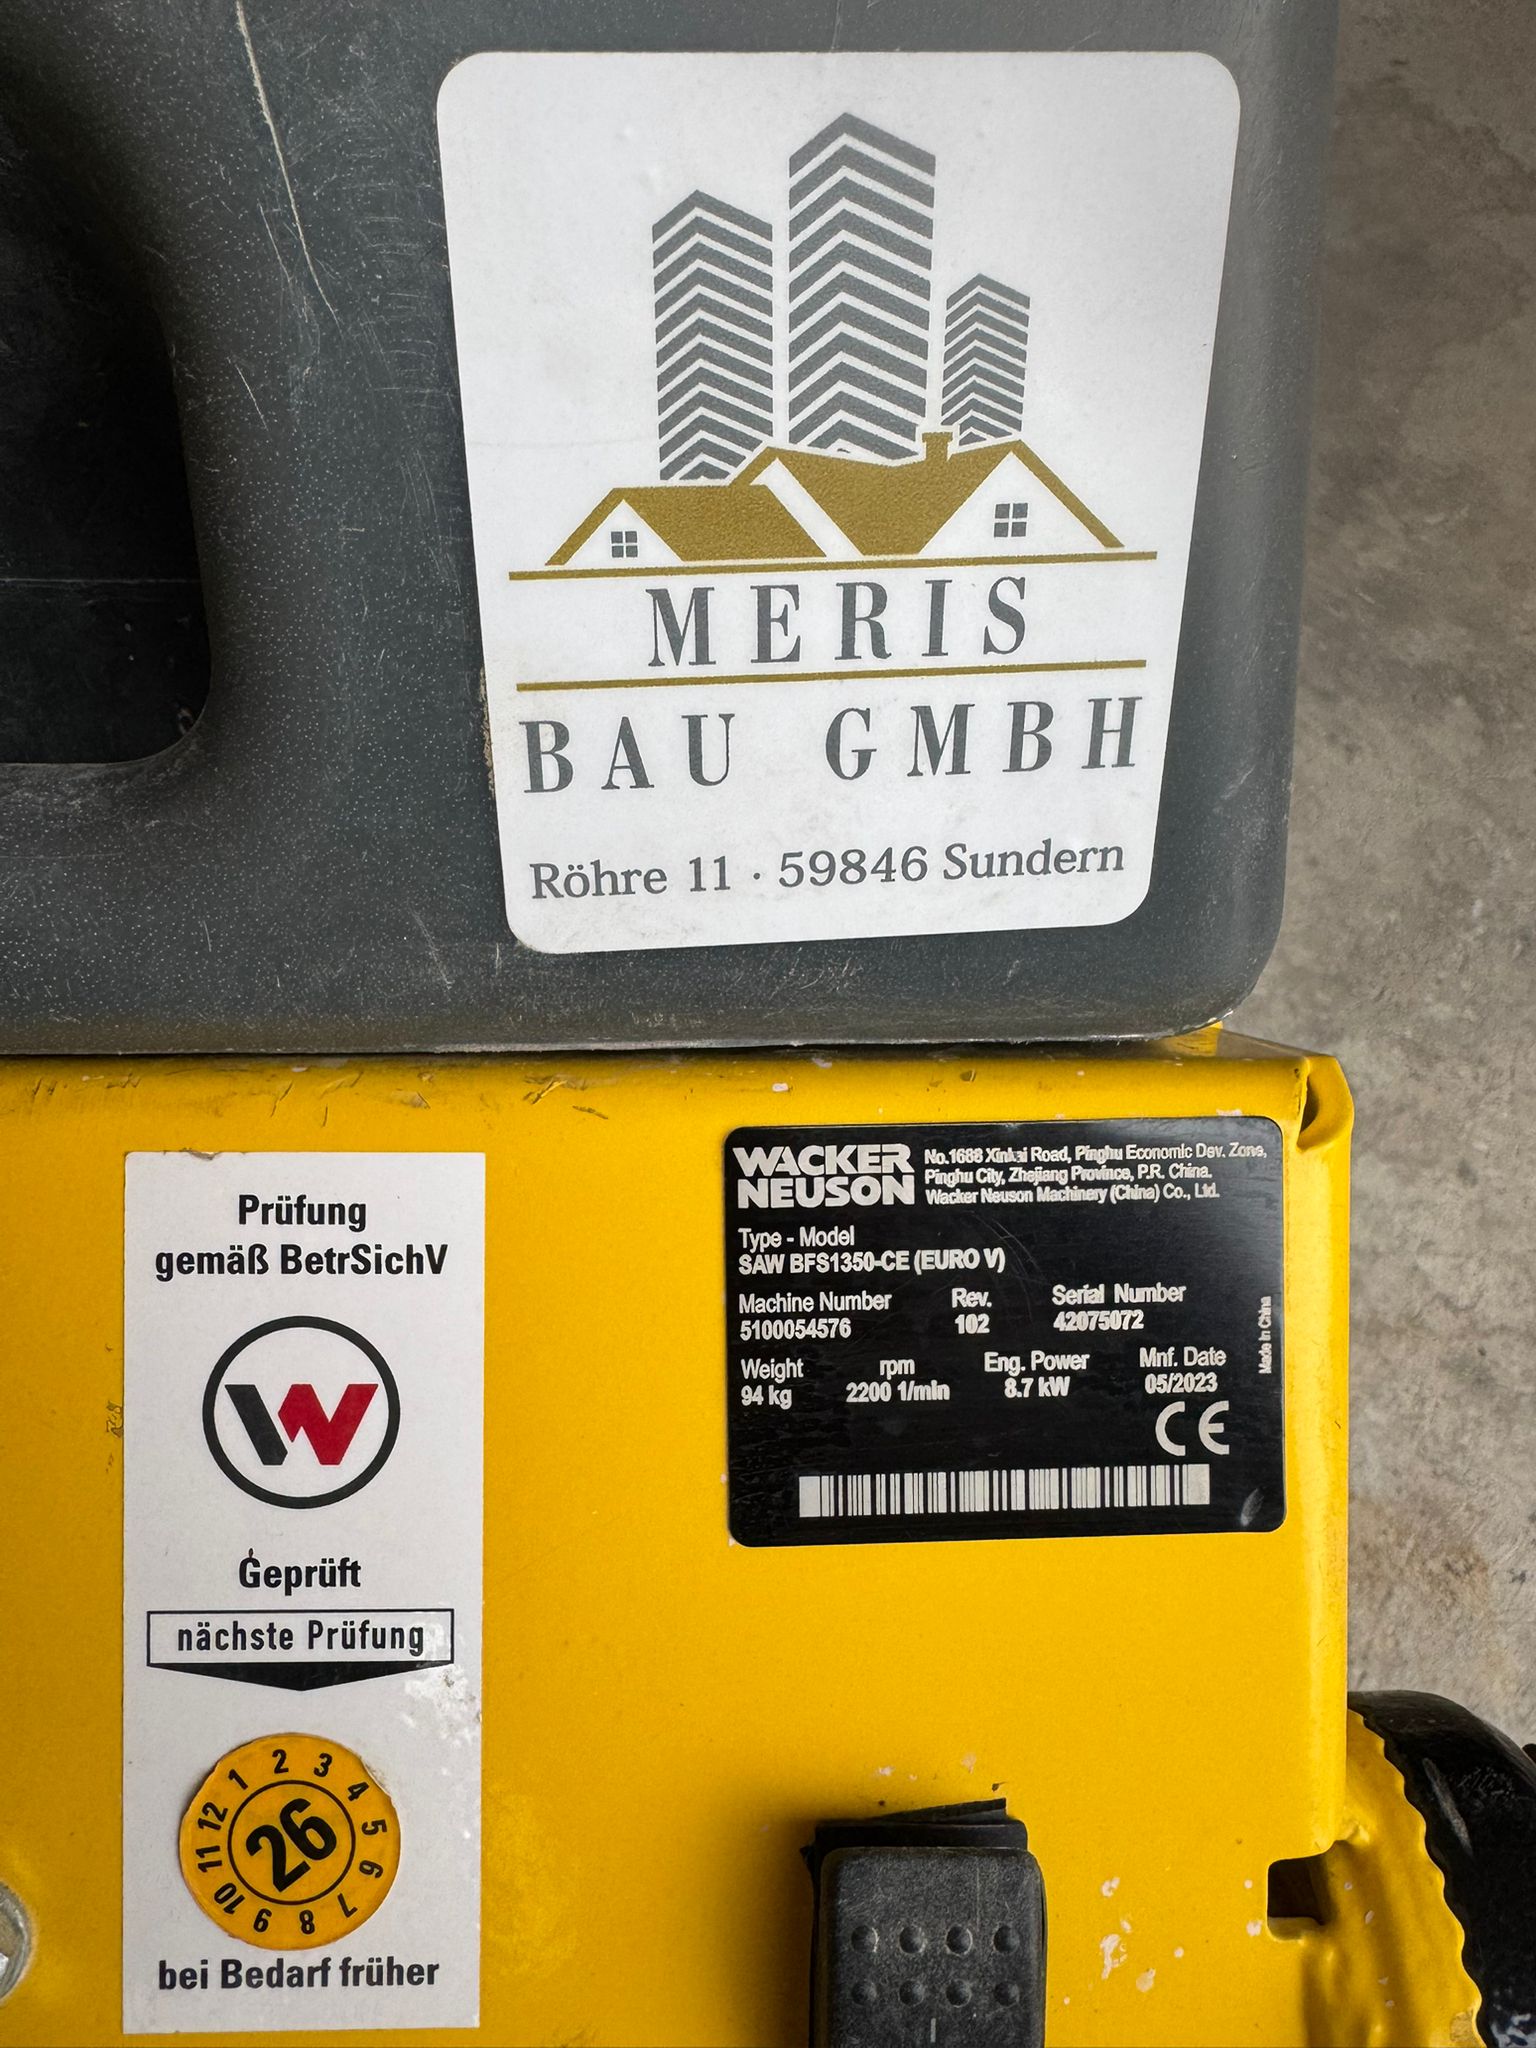 MERIS
BAU GMBH
Röhre 11 · 59846 Sundern
Prüfung
gemäß BetrSichV
W
Geprüft
nächste Prüfung
1 2 3 4 5 6 7 8 9 10 11 12
26
bei Bedarf früher
WACKER
NEUSON
No.1688 Xinkai Road, Pinghu Economic Dev. Zone,
Pinghu City, Zhejiang Province, P.R. China.
Wacker Neuson Machinery (China) Co., Ltd.
Type - Model
SAW BFS1350-CE (EURO V)
Machine Number Rev. Serial Number
5100054576 102 42075072
Weight rpm Eng. Power Mnf. Date
94 kg 2200 1/min 8.7 kW 05/2023
Made in China
CE